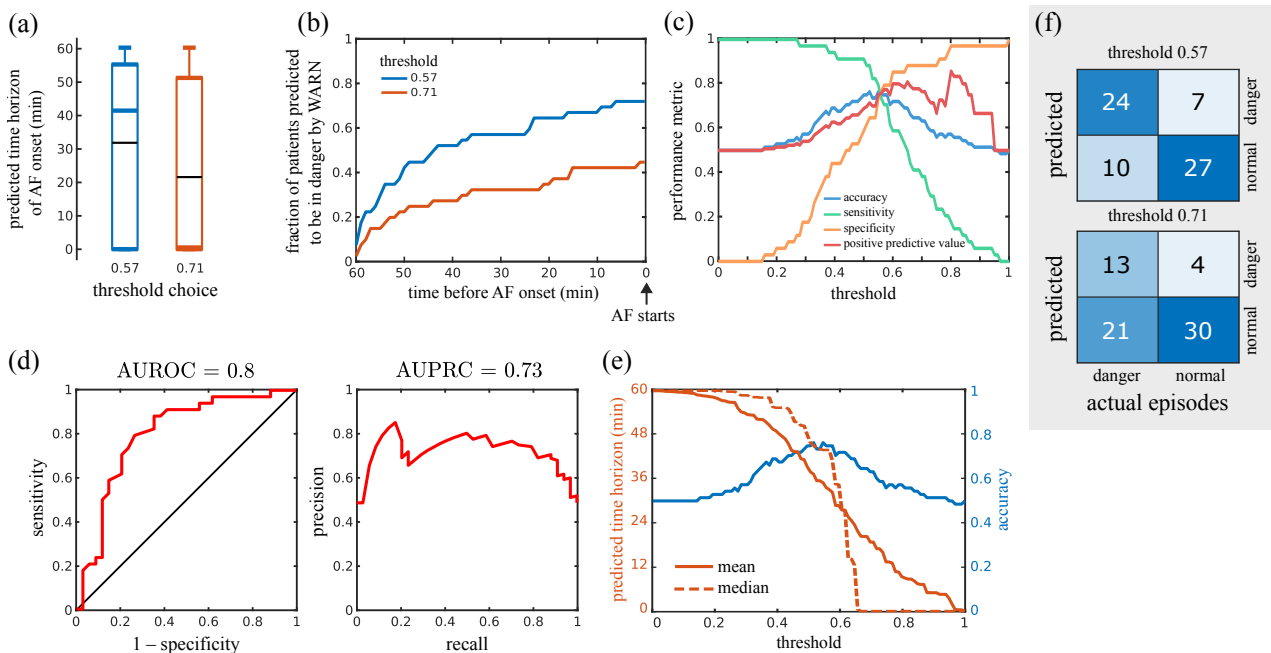 (a)
predicted time horizon
of AF onset (min)
60
50
40
30
20
10
0
0.57
0.71
threshold choice
(b)
fraction of patients predicted
to be in danger by WARN
1
0.8
0.6
0.4
0.2
0
threshold
0.57
0.71
60
50
40
30
20
10
0
time before AF onset (min)
AF starts
(c)
performance metric
1
0.8
0.6
0.4
0.2
0
accuracy
sensitivity
specificity
positive predictive value
0
0.2
0.4
0.6
0.8
1
threshold
(d)
AUROC = 0.8
sensitivity
1
0.8
0.6
0.4
0.2
0
0
0.2
0.4
0.6
0.8
1
1 – specificity
AUPRC = 0.73
precision
1
0.8
0.6
0.4
0.2
0
0
0.2
0.4
0.6
0.8
1
recall
(e)
predicted time horizon (min)
60
48
36
24
12
0
mean
median
0
0.2
0.4
0.6
0.8
1
threshold
1
0.8
0.6
0.4
0.2
0
accuracy
(f)
threshold 0.57
predicted
24
7
danger
10
27
normal
threshold 0.71
predicted
13
4
danger
21
30
normal
danger
normal
actual episodes